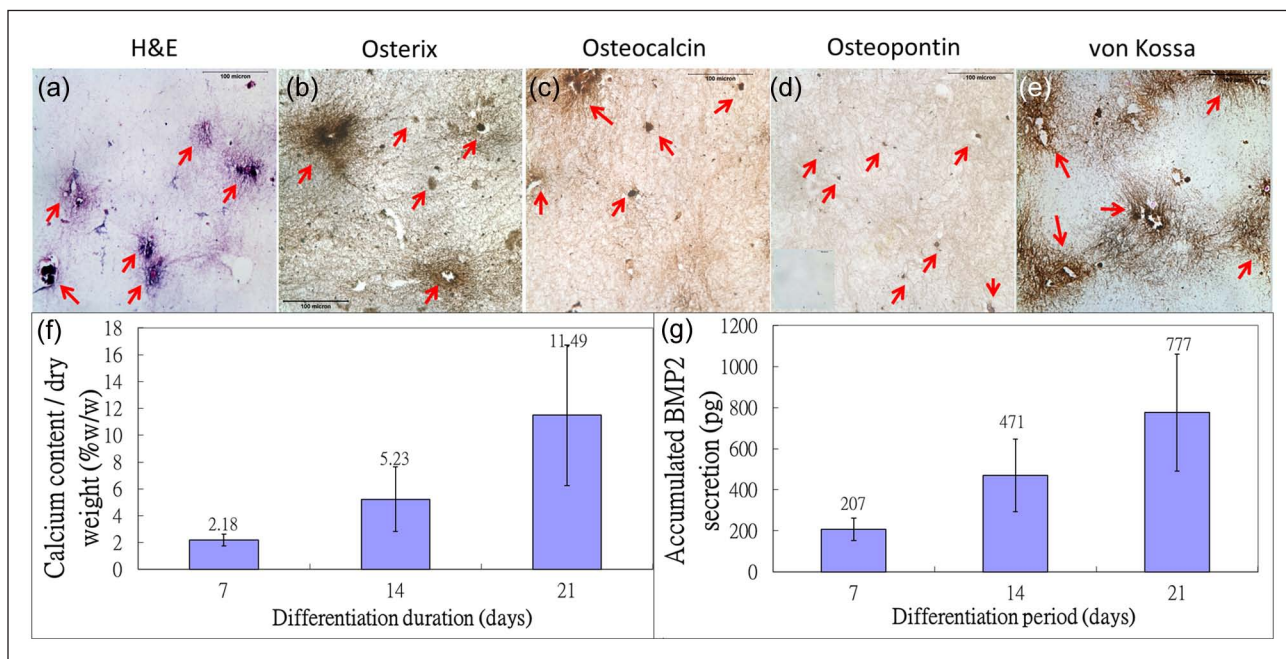 H&E
Osterix
Osteocalcin
Osteopontin
von Kossa
(a)
100 micron
(b)
100 micron
(c)
100 micron
(d)
100 micron
(e)
(f)
Calcium content / dry
weight (%w/w)
18
16
14
12
10
8
6
4
2
0
2.18
5.23
11.49
7
14
21
Differentiation duration (days)
(g)
Accumulated BMP2
secretion (pg)
1200
1000
800
600
400
200
0
207
471
777
7
14
21
Differentiation period (days)